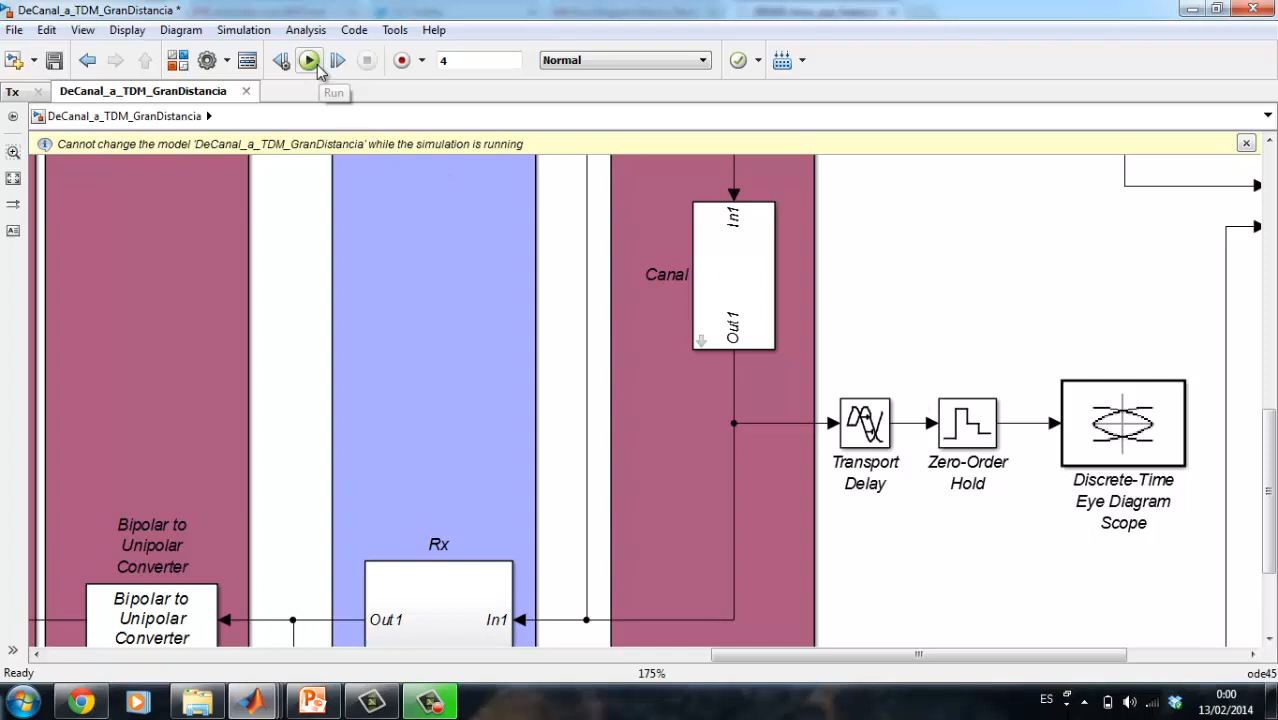 DeCanal_a_TDM_GranDistancia *
File Edit View Display Diagram Simulation Analysis Code Tools Help
4
Normal
Tx
DeCanal_a_TDM_GranDistancia
Run
DeCanal_a_TDM_GranDistancia
Cannot change the model 'DeCanal_a_TDM_GranDistancia' while the simulation is running
In1
Canal
Out1
Transport
Delay
Zero-Order
Hold
Discrete-Time
Eye Diagram
Scope
Bipolar to
Unipolar
Converter
Bipolar to
Unipolar
Converter
Rx
Out1
In1
Ready
175%
ode45
ES
0:00
13/02/2014